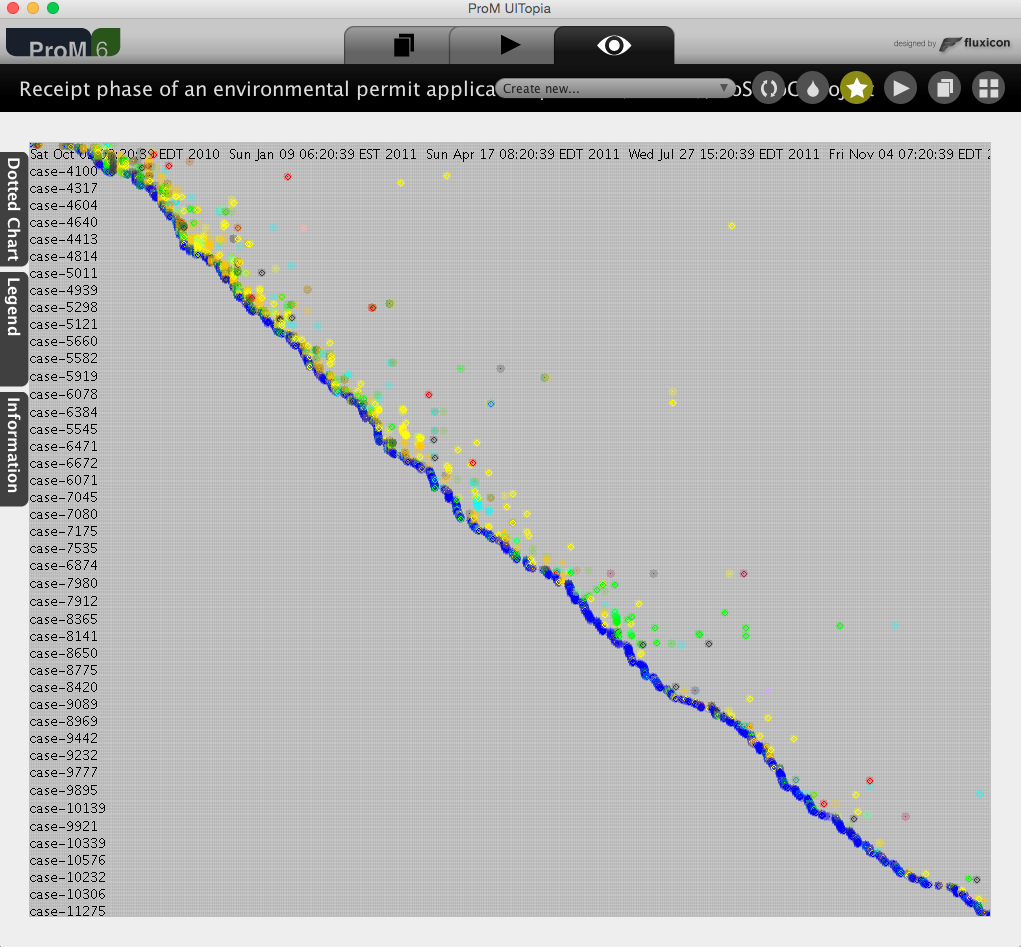 ProM UITopia
ProM 6
designed by fluxicon
Receipt phase of an environmental permit applica
Create new...
Dotted Chart
Legend
Information
Sat Oct 20:39 EDT 2010 Sun Jan 09 06:20:39 EST 2011 Sun Apr 17 08:20:39 EDT 2011 Wed Jul 27 15:20:39 EDT 2011 Fri Nov 04 07:20:39 EDT
case-4100
case-4317
case-4604
case-4640
case-4413
case-4814
case-5011
case-4939
case-5298
case-5121
case-5660
case-5582
case-5919
case-6078
case-6384
case-5545
case-6471
case-6672
case-6071
case-7045
case-7080
case-7175
case-7535
case-6874
case-7980
case-7912
case-8365
case-8141
case-8650
case-8775
case-8420
case-9089
case-8969
case-9442
case-9232
case-9777
case-9895
case-10139
case-9921
case-10339
case-10576
case-10232
case-10306
case-11275